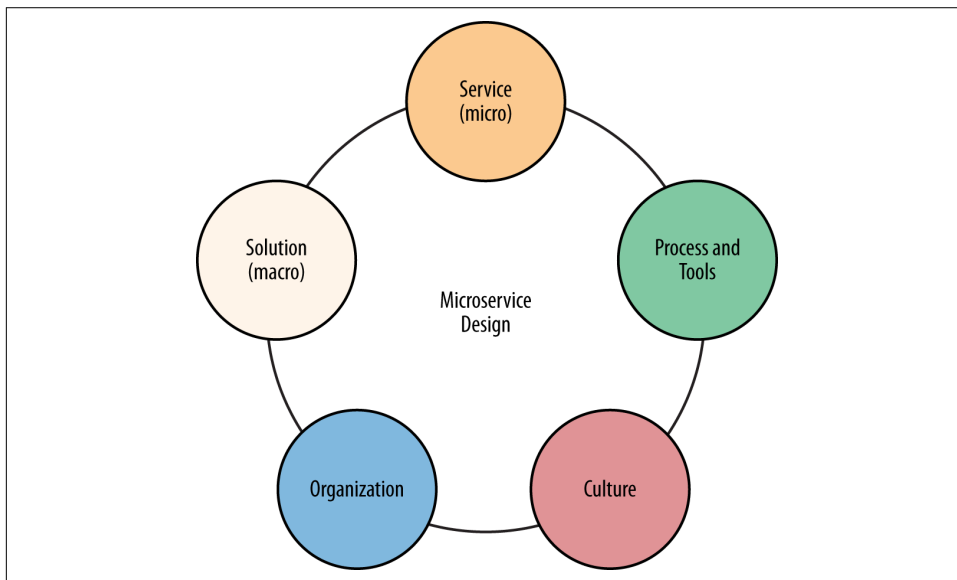 Service
(micro)
Solution
(macro)
Process and
Tools
Microservice
Design
Organization
Culture